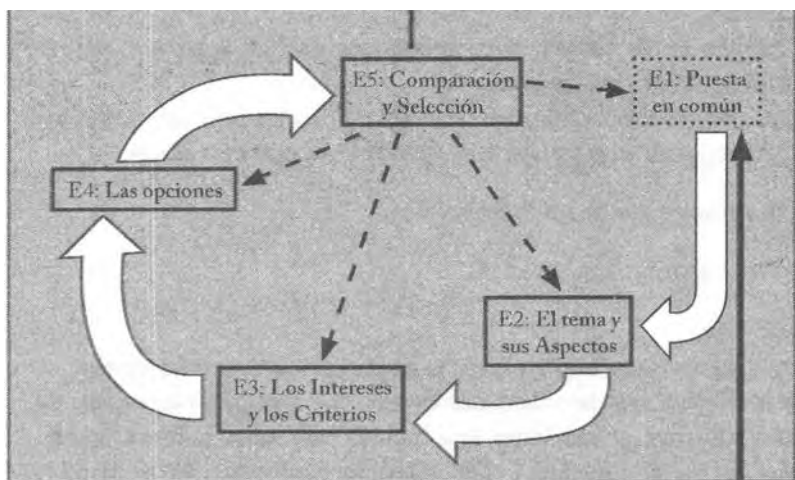 E5: Comparación
y Selección
E1: Puesta
en común
E4: Las opciones
E2: El tema y
sus Aspectos
E3: Los Intereses
y los Criterios